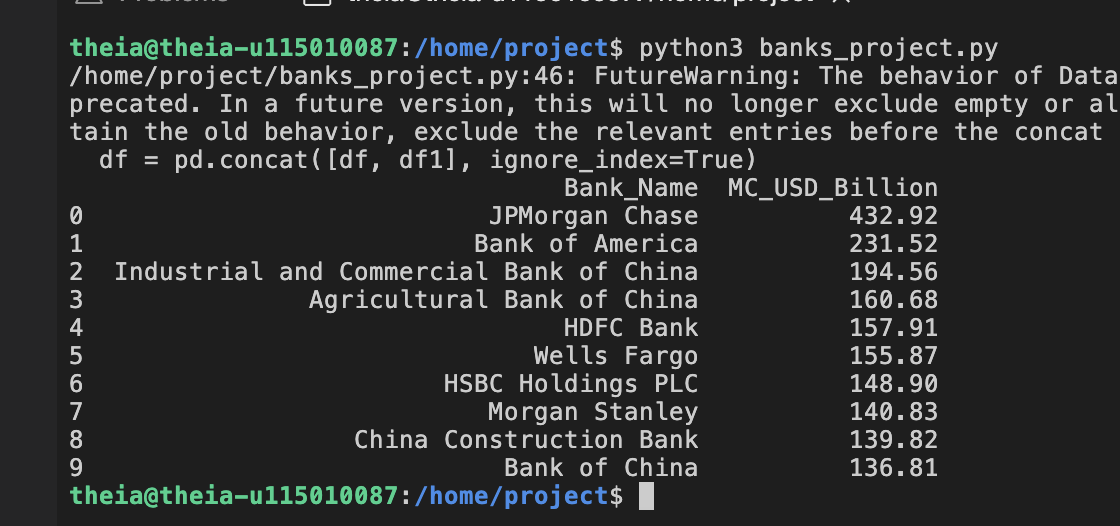 theia@theia-u115010087:/home/project$ python3 banks_project.py
/home/project/banks_project.py:46: FutureWarning: The behavior of Data
precated. In a future version, this will no longer exclude empty or al
tain the old behavior, exclude the relevant entries before the concat
  df = pd.concat([df, df1], ignore_index=True)
                                 Bank_Name  MC_USD_Billion
0                           JPMorgan Chase          432.92
1                          Bank of America          231.52
2  Industrial and Commercial Bank of China          194.56
3               Agricultural Bank of China          160.68
4                                HDFC Bank          157.91
5                              Wells Fargo          155.87
6                        HSBC Holdings PLC          148.90
7                           Morgan Stanley          140.83
8                  China Construction Bank          139.82
9                            Bank of China          136.81
theia@theia-u115010087:/home/project$